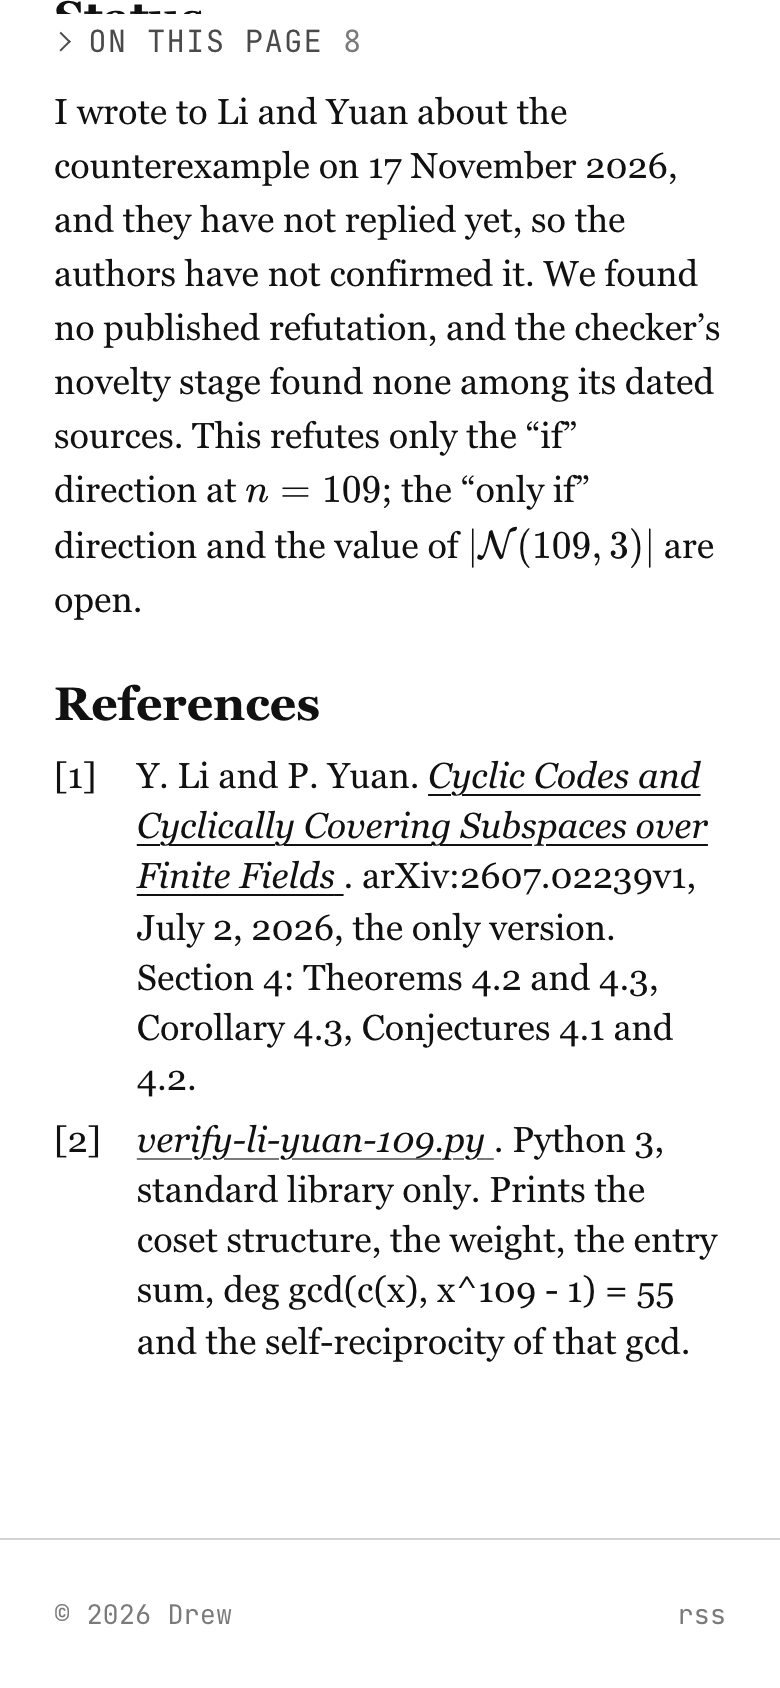 Status
> ON THIS PAGE 8
I wrote to Li and Yuan about the
counterexample on 17 November 2026,
and they have not replied yet, so the
authors have not confirmed it. We found
no published refutation, and the checker’s
novelty stage found none among its dated
sources. This refutes only the “if”
direction at n = 109; the “only if”
direction and the value of |𝒩(109, 3)| are
open.
References
[1] Y. Li and P. Yuan. Cyclic Codes and
Cyclically Covering Subspaces over
Finite Fields . arXiv:2607.02239v1,
July 2, 2026, the only version.
Section 4: Theorems 4.2 and 4.3,
Corollary 4.3, Conjectures 4.1 and
4.2.
[2] verify-li-yuan-109.py . Python 3,
standard library only. Prints the
coset structure, the weight, the entry
sum, deg gcd(c(x), x^109 - 1) = 55
and the self-reciprocity of that gcd.
© 2026 Drew
rss